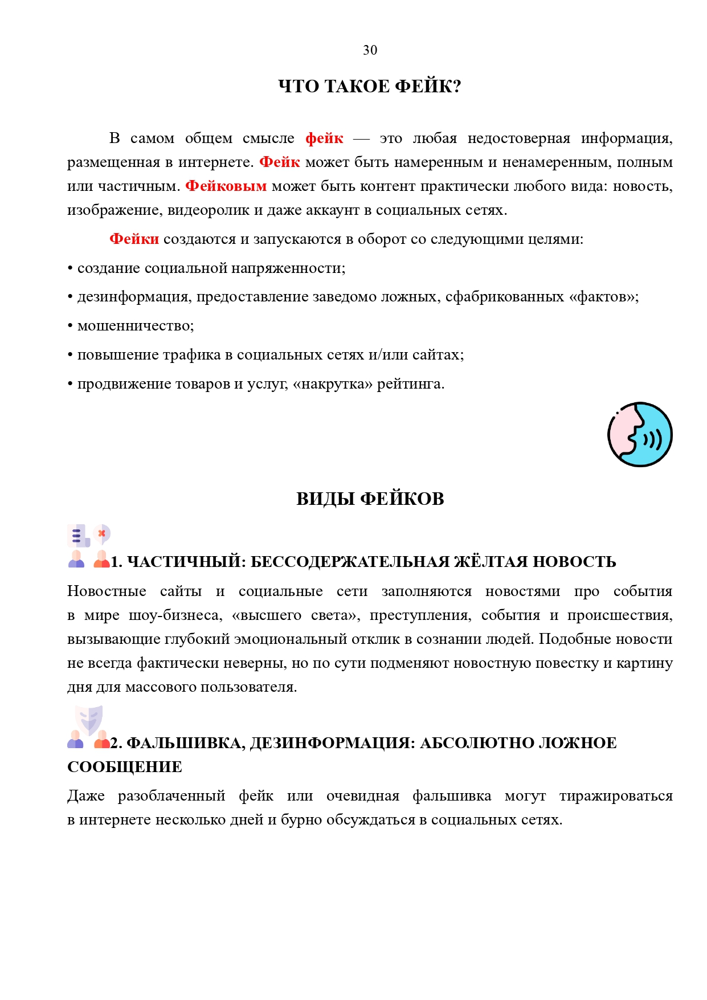 30
ЧТО ТАКОЕ ФЕЙК?
В самом общем смысле фейк — это любая недостоверная информация,
размещенная в интернете. Фейк может быть намеренным и ненамеренным, полным
или частичным. Фейковым может быть контент практически любого вида: новость,
изображение, видеоролик и даже аккаунт в социальных сетях.
Фейки создаются и запускаются в оборот со следующими целями:
• создание социальной напряженности;
• дезинформация, предоставление заведомо ложных, сфабрикованных «фактов»;
• мошенничество;
• повышение трафика в социальных сетях и/или сайтах;
• продвижение товаров и услуг, «накрутка» рейтинга.
ВИДЫ ФЕЙКОВ
1. ЧАСТИЧНЫЙ: БЕССОДЕРЖАТЕЛЬНАЯ ЖЁЛТАЯ НОВОСТЬ
Новостные сайты и социальные сети заполняются новостями про события
в мире шоу-бизнеса, «высшего света», преступления, события и происшествия,
вызывающие глубокий эмоциональный отклик в сознании людей. Подобные новости
не всегда фактически неверны, но по сути подменяют новостную повестку и картину
дня для массового пользователя.
2. ФАЛЬШИВКА, ДЕЗИНФОРМАЦИЯ: АБСОЛЮТНО ЛОЖНОЕ
СООБЩЕНИЕ
Даже разоблаченный фейк или очевидная фальшивка могут тиражироваться
в интернете несколько дней и бурно обсуждаться в социальных сетях.